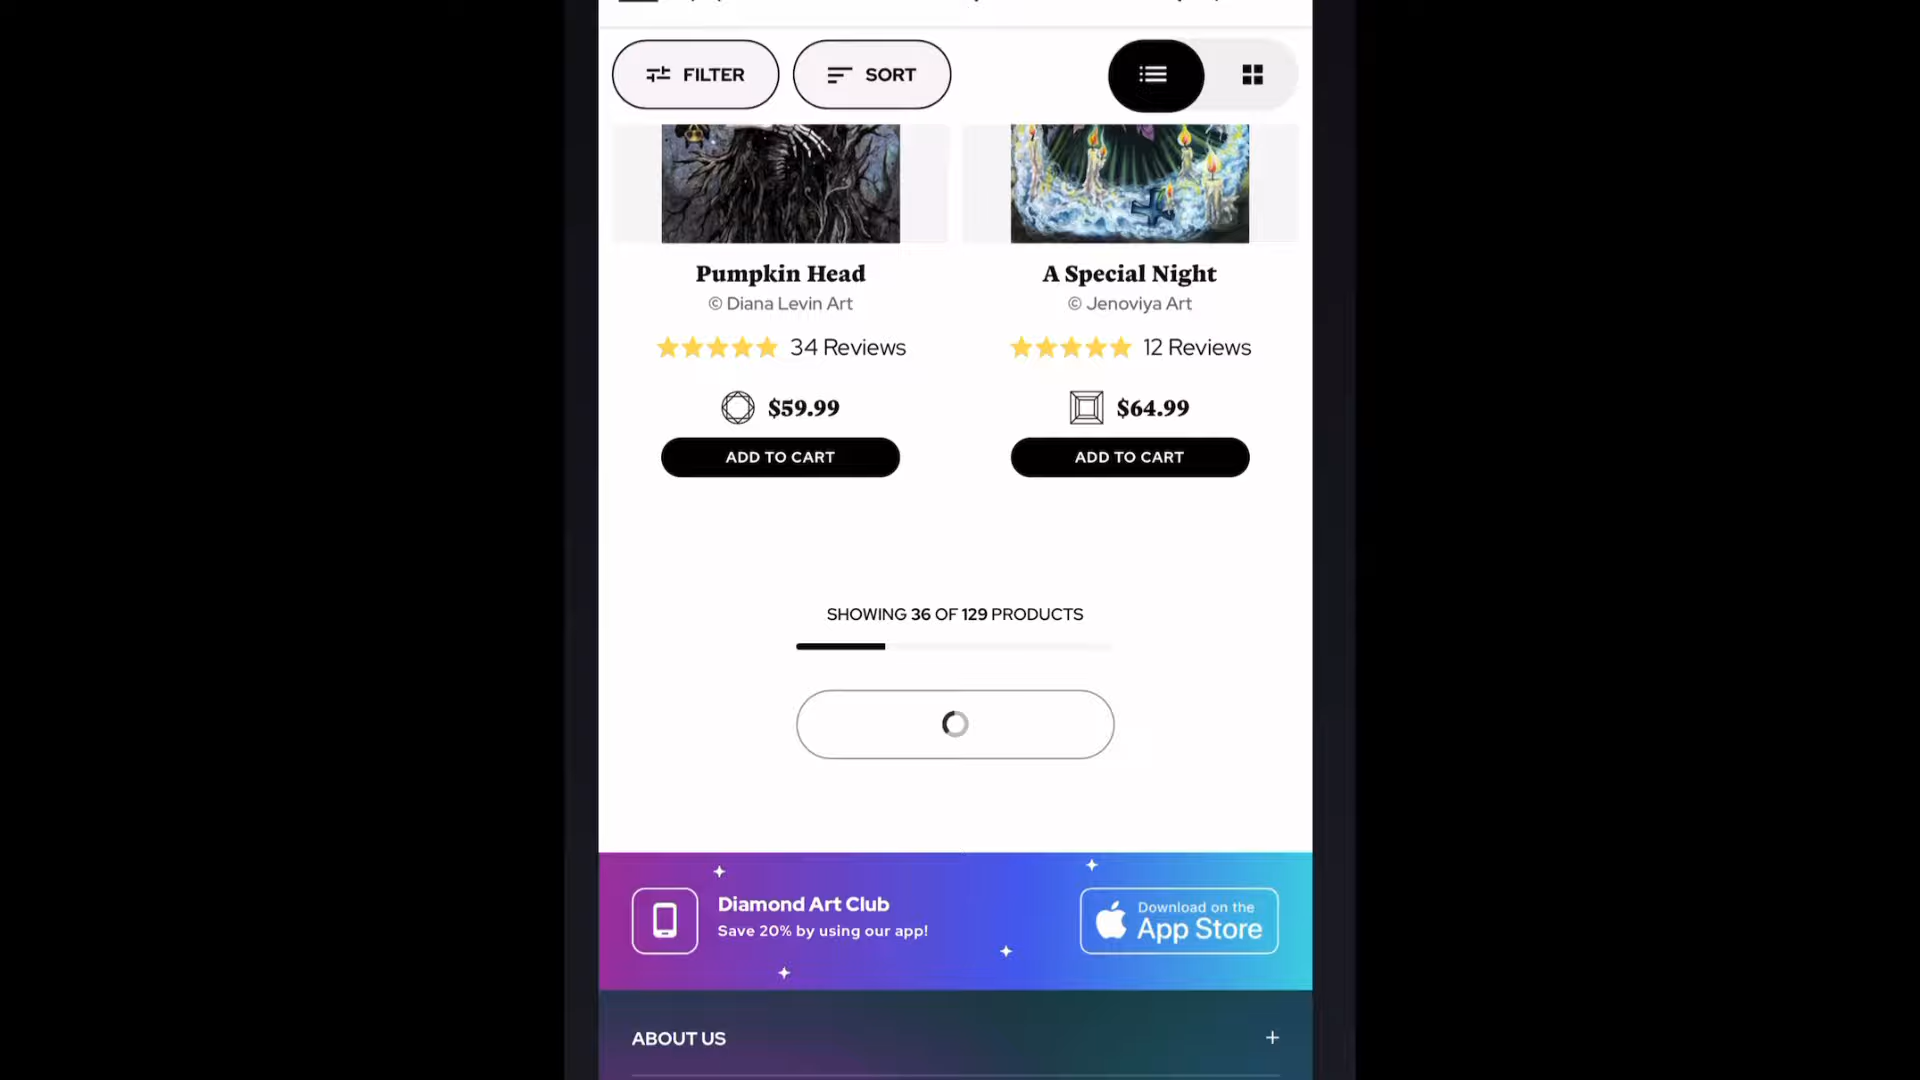 FILTER
SORT
Pumpkin Head
© Diana Levin Art
34 Reviews
$59.99
ADD TO CART
A Special Night
© Jenoviya Art
12 Reviews
$64.99
ADD TO CART
SHOWING 36 OF 129 PRODUCTS
Diamond Art Club
Save 20% by using our app!
Download on the
App Store
ABOUT US